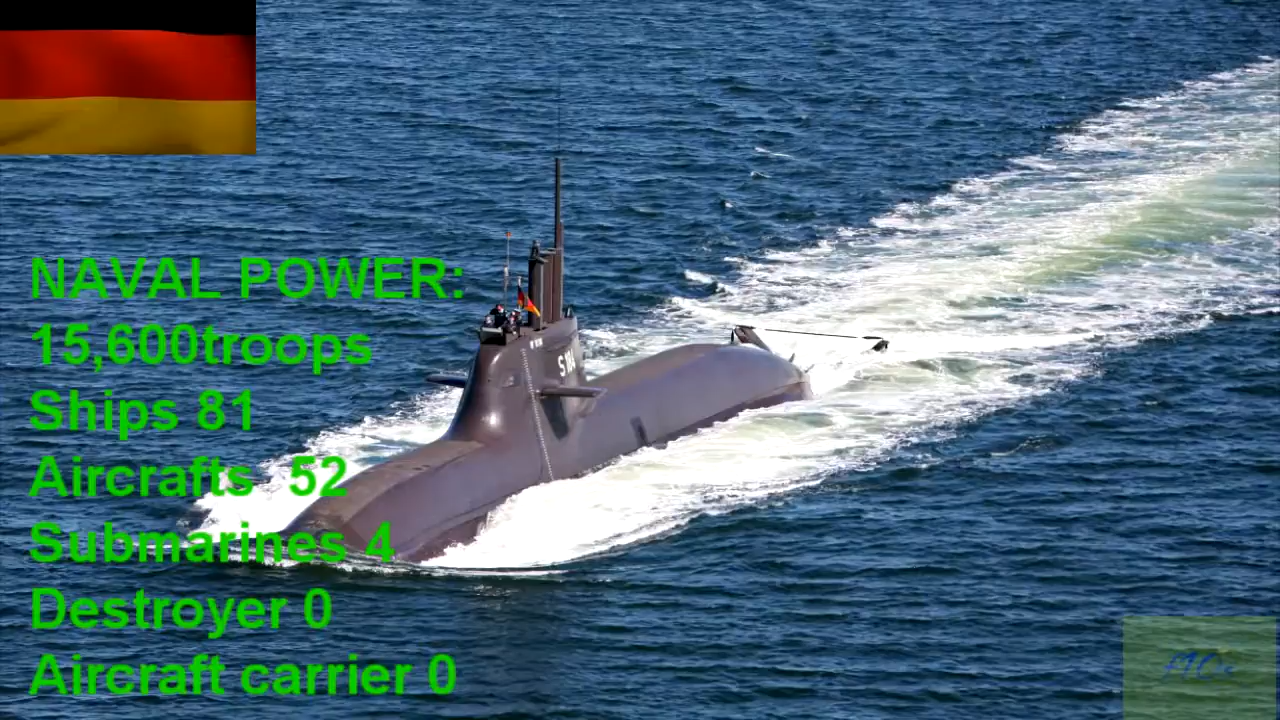 NAVAL POWER:
15,600troops
Ships 81
Aircrafts 52
Submarines 4
Destroyer 0
Aircraft carrier 0